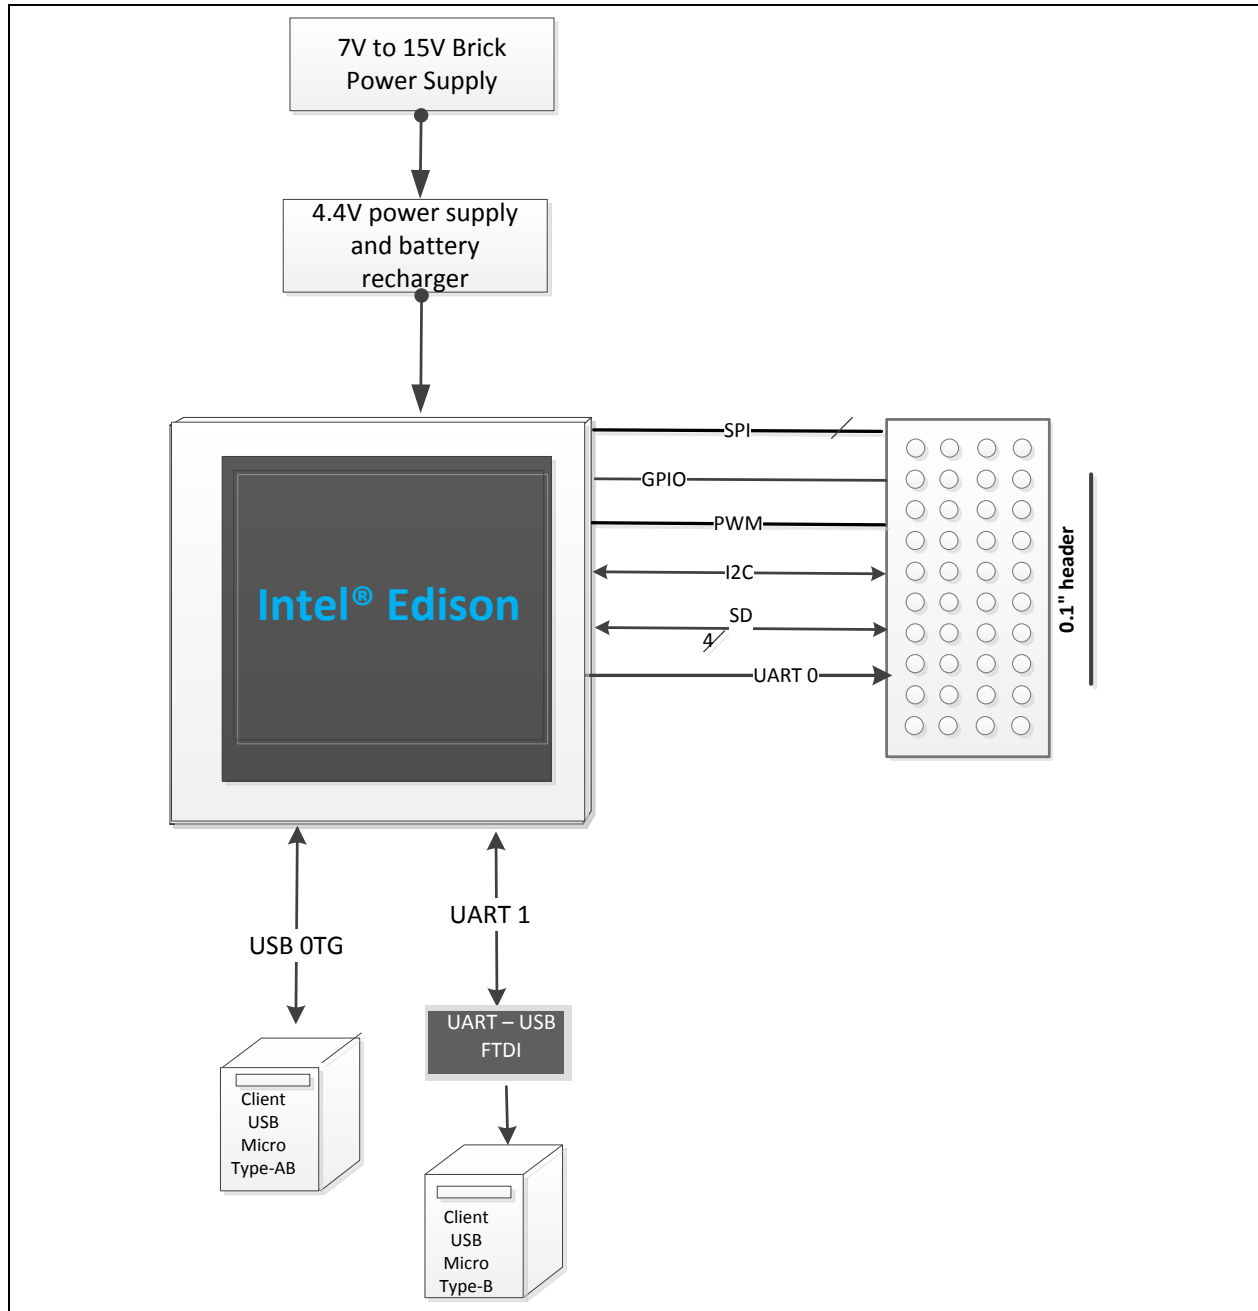 7V to 15V Brick
Power Supply
4.4V power supply
and battery
recharger
SPI
GPIO
PWM
I2C
SD
4
UART 0
0.1" header
Intel® Edison
USB 0TG
UART 1
UART – USB
FTDI
Client
USB
Micro
Type-AB
Client
USB
Micro
Type-B